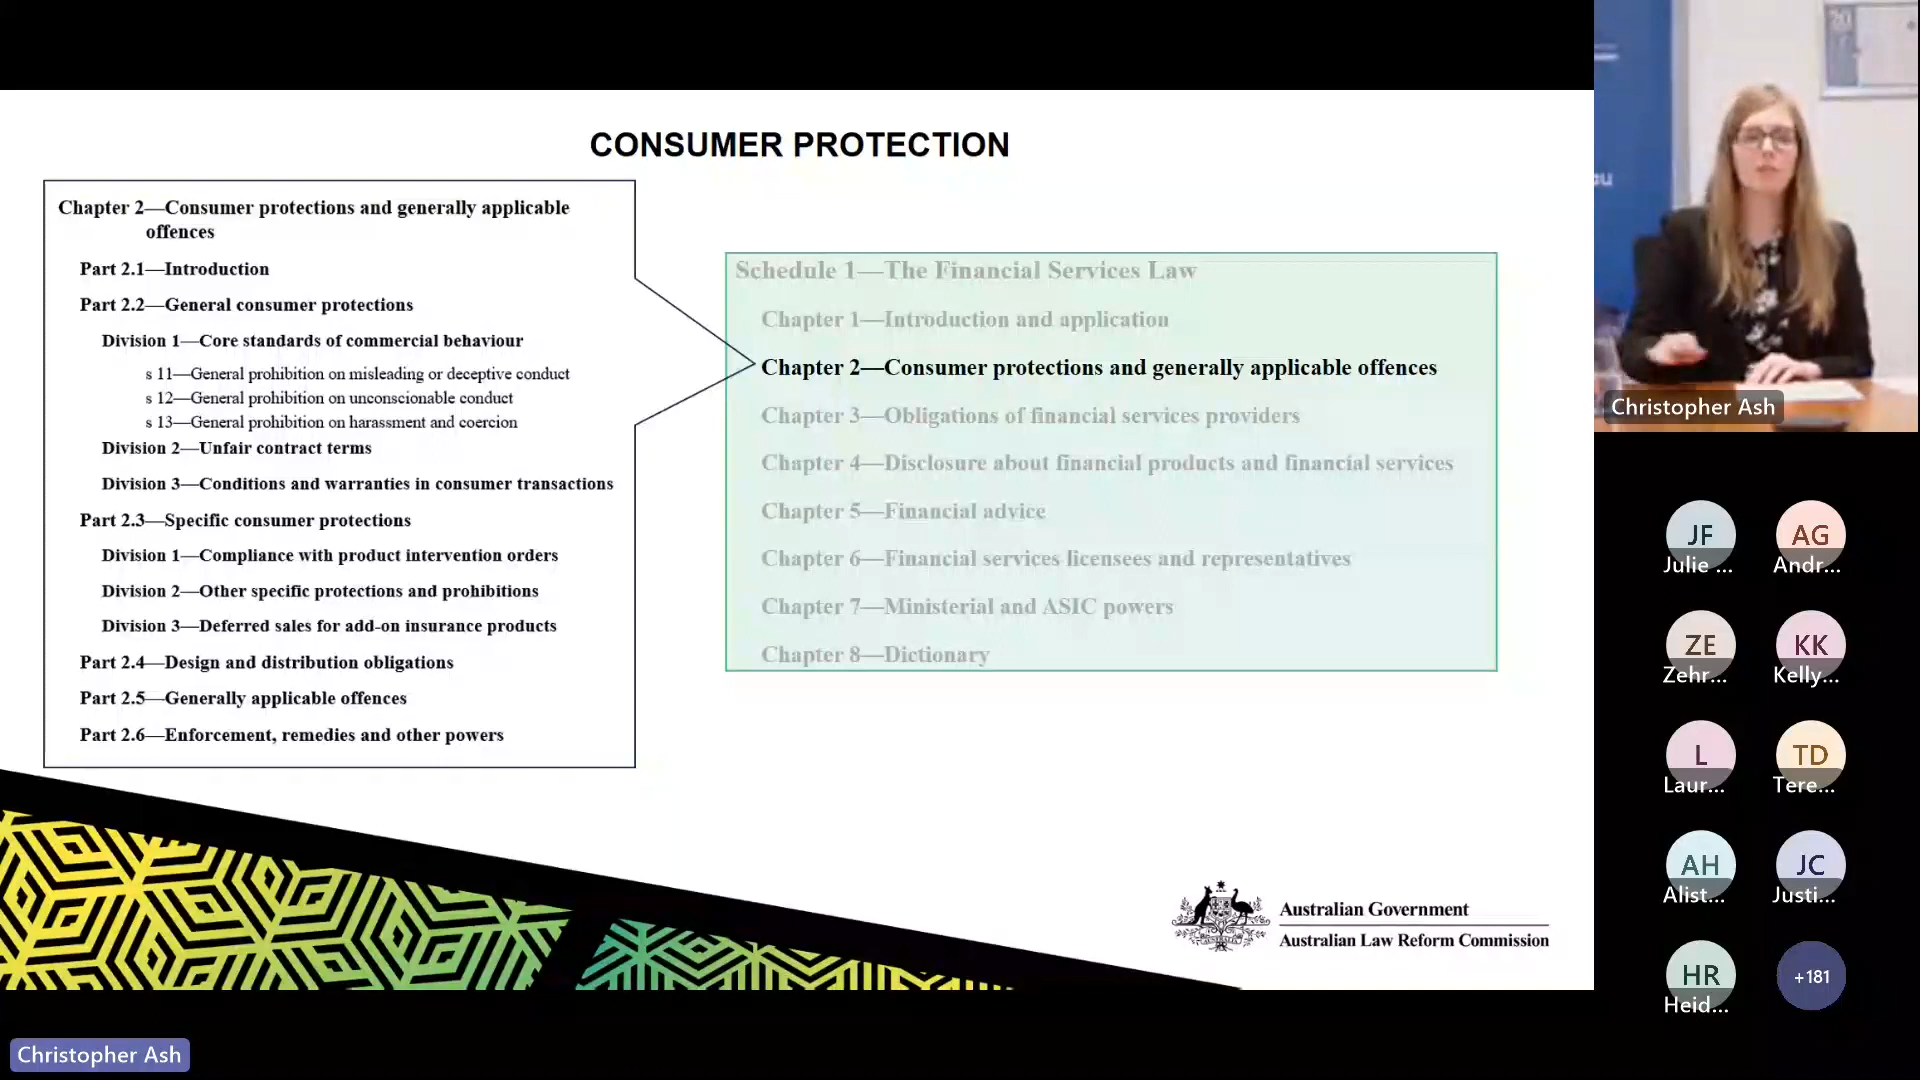 CONSUMER PROTECTION
Chapter 2—Consumer protections and generally applicable
offences
Part 2.1—Introduction
Part 2.2—General consumer protections
Division 1—Core standards of commercial behaviour
s 11—General prohibition on misleading or deceptive conduct
s 12—General prohibition on unconscionable conduct
s 13—General prohibition on harassment and coercion
Division 2—Unfair contract terms
Division 3—Conditions and warranties in consumer transactions
Part 2.3—Specific consumer protections
Division 1—Compliance with product intervention orders
Division 2—Other specific protections and prohibitions
Division 3—Deferred sales for add-on insurance products
Part 2.4—Design and distribution obligations
Part 2.5—Generally applicable offences
Part 2.6—Enforcement, remedies and other powers
Schedule 1—The Financial Services Law
Chapter 1—Introduction and application
Chapter 2—Consumer protections and generally applicable offences
Chapter 3—Obligations of financial services providers
Chapter 4—Disclosure about financial products and financial services
Chapter 5—Financial advice
Chapter 6—Financial services licensees and representatives
Chapter 7—Ministerial and ASIC powers
Chapter 8—Dictionary
Australian Government
Australian Law Reform Commission
Christopher Ash
au
Christopher Ash
JF
Julie ...
AG
Andr...
ZE
Zehr...
KK
Kelly...
L
Laur...
TD
Tere...
AH
Alist...
JC
Justi...
HR
Heid...
+181